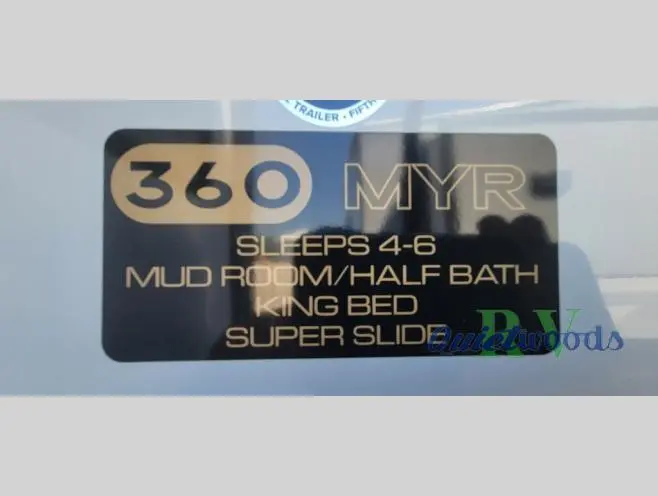 TRAILER • FIFTH
360 MYR
SLEEPS 4-6
MUD ROOM/HALF BATH
KING BED
SUPER SLIDE
Quietwoods RV